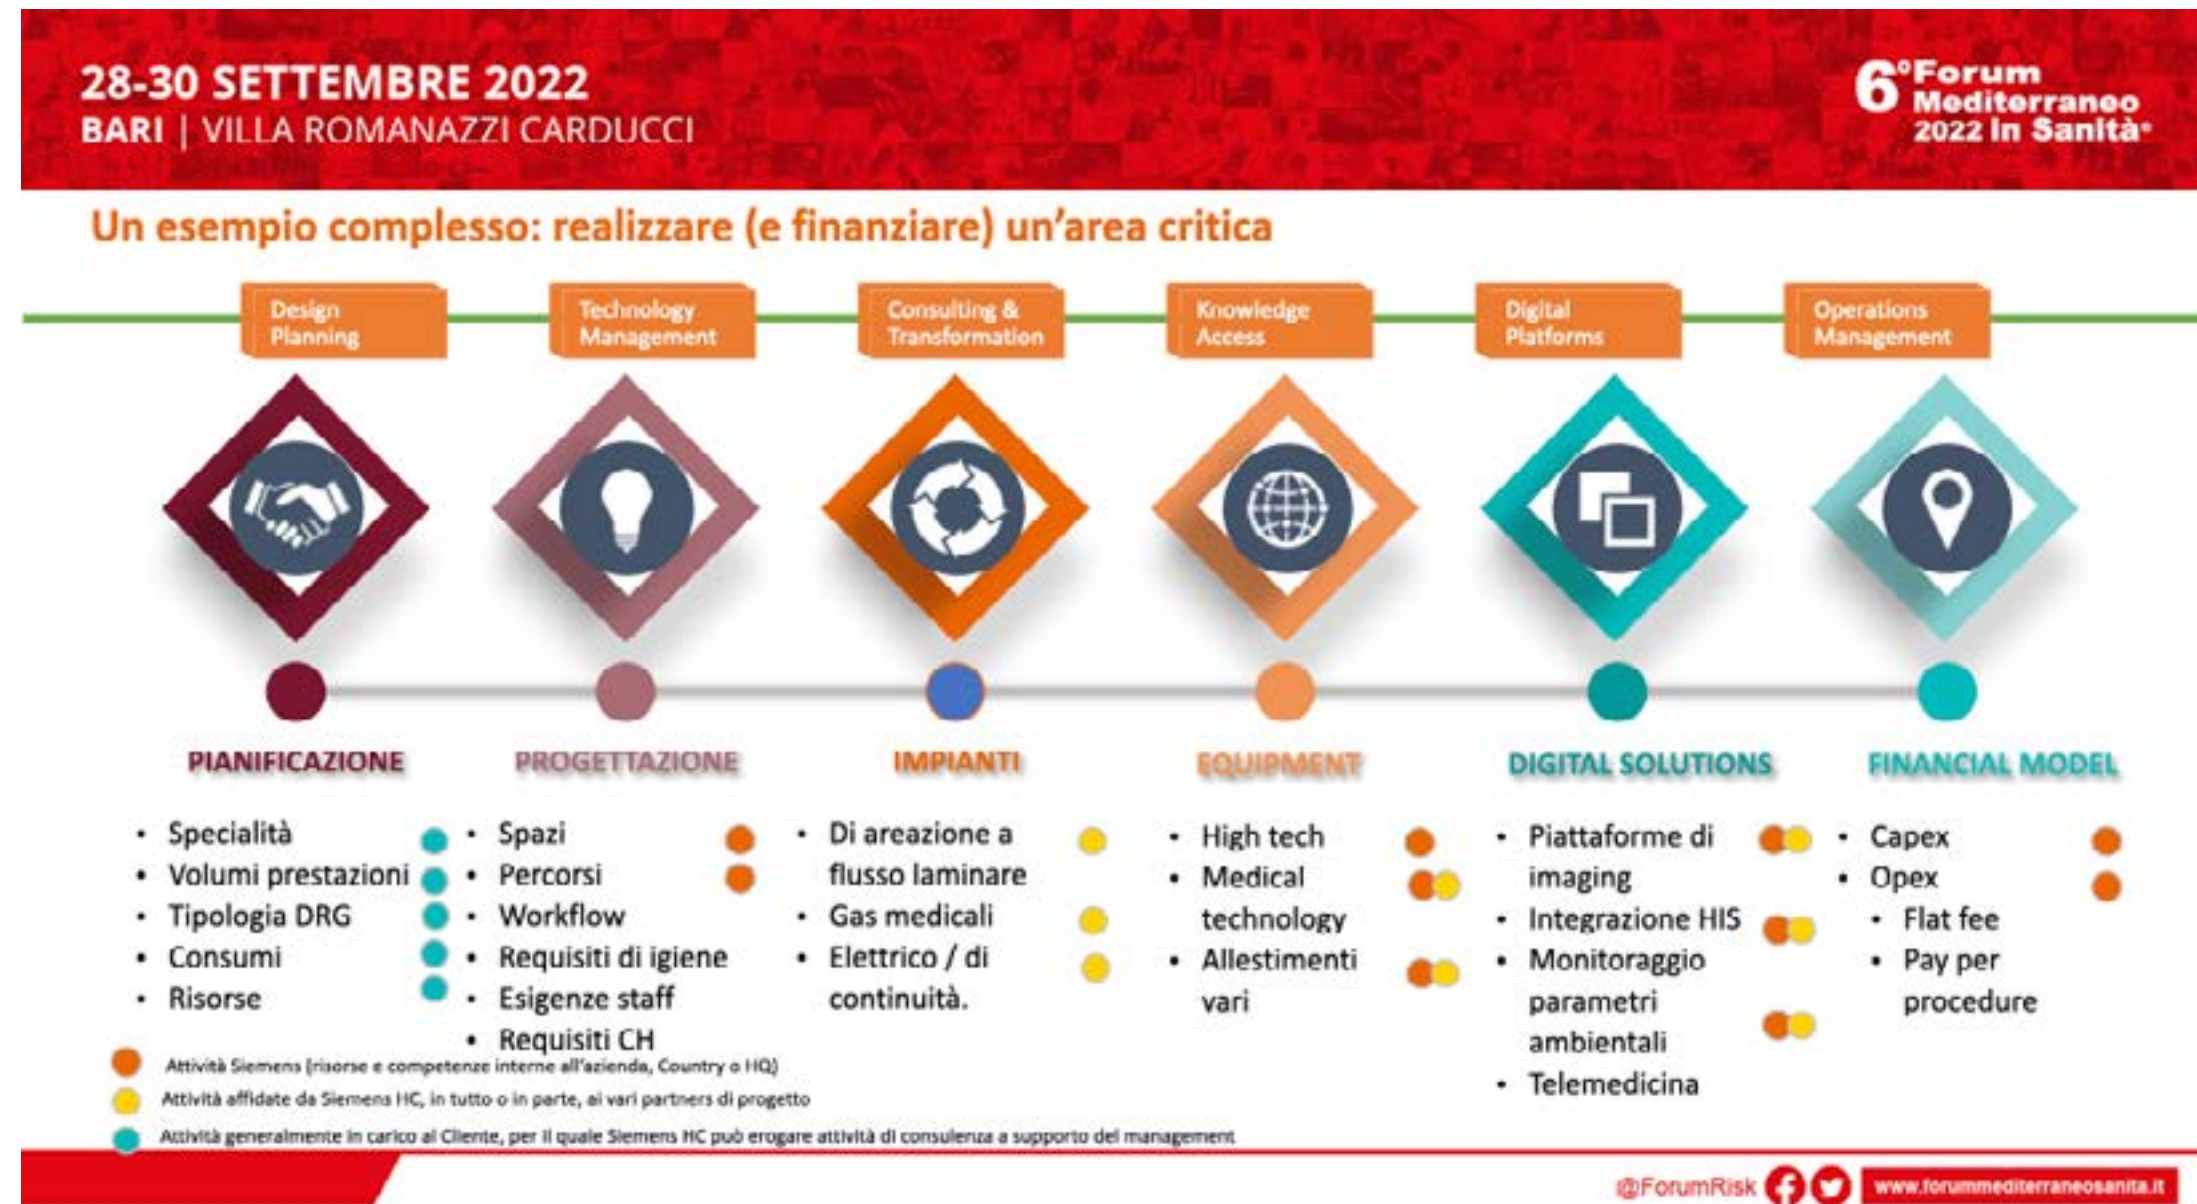 28-30 SETTEMBRE 2022
BARI | VILLA ROMANAZZI CARDUCCI
6° Forum
Mediterraneo
2022 in Sanità
Un esempio complesso: realizzare (e finanziare) un'area critica
Design
Planning
Technology
Management
Consulting &
Transformation
Knowledge
Access
Digital
Platforms
Operations
Management
PIANIFICAZIONE
• Specialità
• Volumi prestazioni
• Tipologia DRG
• Consumi
• Risorse
PROGETTAZIONE
• Spazi
• Percorsi
• Workflow
• Requisiti di igiene
• Esigenze staff
• Requisiti CH
IMPIANTI
• Di areazione a
flusso laminare
• Gas medicali
• Elettrico / di
continuità.
EQUIPMENT
• High tech
• Medical
technology
• Allestimenti
vari
DIGITAL SOLUTIONS
• Piattaforme di
imaging
• Integrazione HIS
• Monitoraggio
parametri
ambientali
• Telemedicina
FINANCIAL MODEL
• Capex
• Opex
• Flat fee
• Pay per
procedure
Attività Siemens (risorse e competenze interne all'azienda, Country o HQ)
Attività affidate da Siemens HC, in tutto o in parte, ai vari partners di progetto
Attività generalmente in carico al Cliente, per il quale Siemens HC può erogare attività di consulenza a supporto del management
@ForumRisk
www.forummediterraneosanita.it